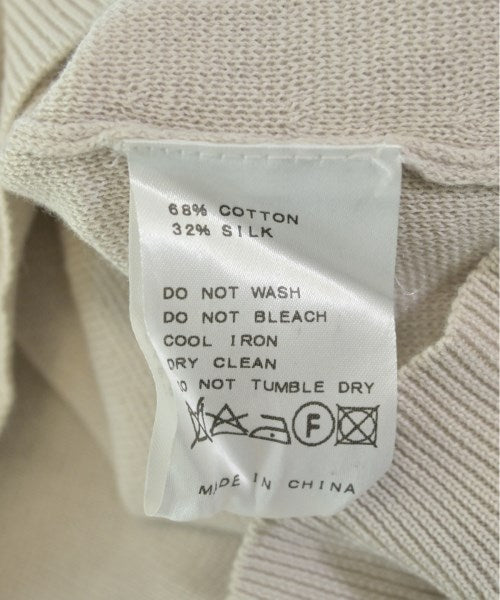 68% COTTON
32% SILK
DO NOT WASH
DO NOT BLEACH
COOL IRON
DRY CLEAN
DO NOT TUMBLE DRY
F
MADE IN CHINA